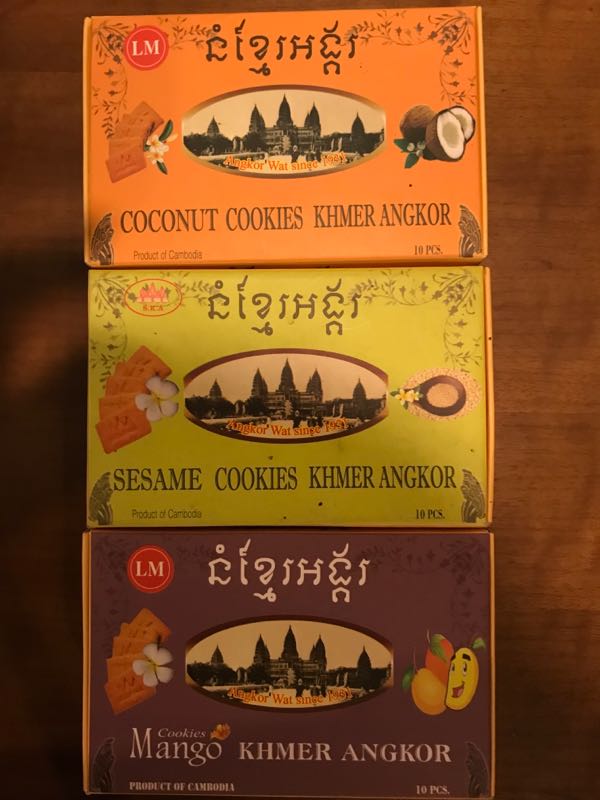 LM
នំខ្មែរអង្គរ
Angkor Wat since 1951
COCONUT COOKIES KHMER ANGKOR
Product of Cambodia
10 PCS.
S.K.A
នំខ្មែរអង្គរ
Angkor Wat since 1951
SESAME COOKIES KHMER ANGKOR
Product of Cambodia
10 PCS.
LM
នំខ្មែរអង្គរ
Angkor Wat since 1951
Cookies
Mango KHMER ANGKOR
PRODUCT OF CAMBODIA
10 PCS.